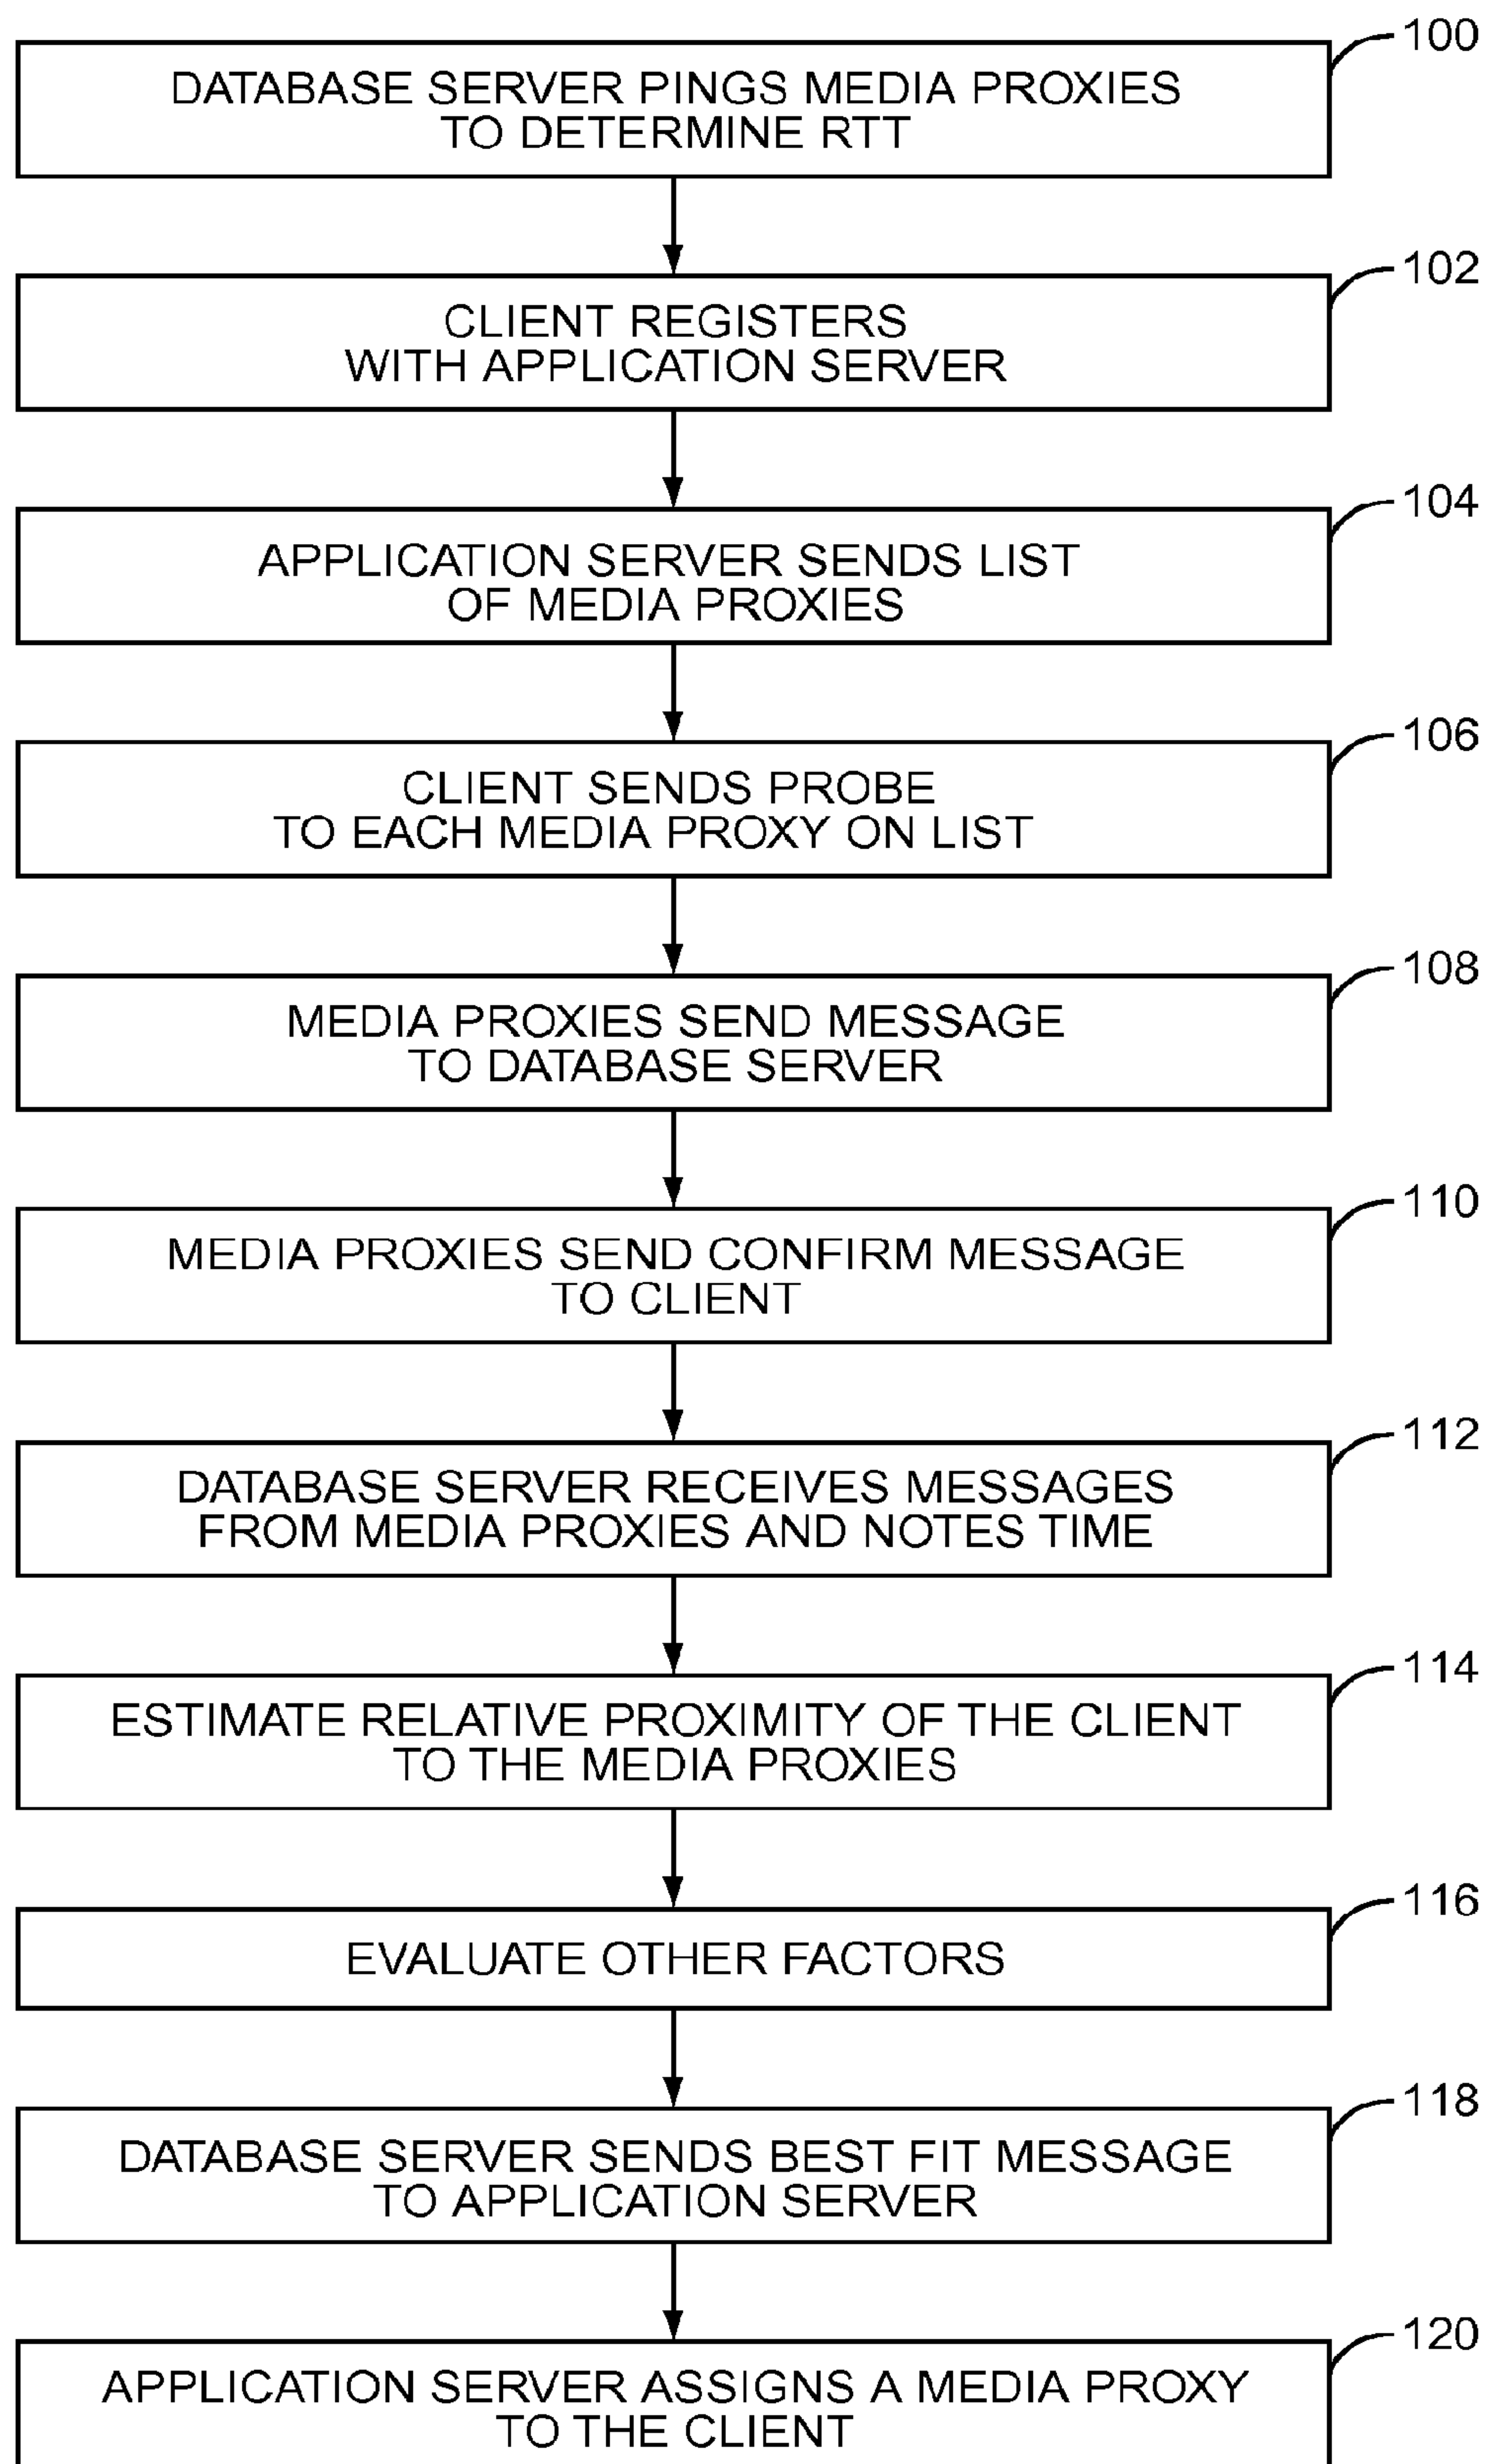 100
DATABASE SERVER PINGS MEDIA PROXIES
TO DETERMINE RTT
102
CLIENT REGISTERS
WITH APPLICATION SERVER
104
APPLICATION SERVER SENDS LIST
OF MEDIA PROXIES
106
CLIENT SENDS PROBE
TO EACH MEDIA PROXY ON LIST
108
MEDIA PROXIES SEND MESSAGE
TO DATABASE SERVER
110
MEDIA PROXIES SEND CONFIRM MESSAGE
TO CLIENT
112
DATABASE SERVER RECEIVES MESSAGES
FROM MEDIA PROXIES AND NOTES TIME
114
ESTIMATE RELATIVE PROXIMITY OF THE CLIENT
TO THE MEDIA PROXIES
116
EVALUATE OTHER FACTORS
118
DATABASE SERVER SENDS BEST FIT MESSAGE
TO APPLICATION SERVER
120
APPLICATION SERVER ASSIGNS A MEDIA PROXY
TO THE CLIENT